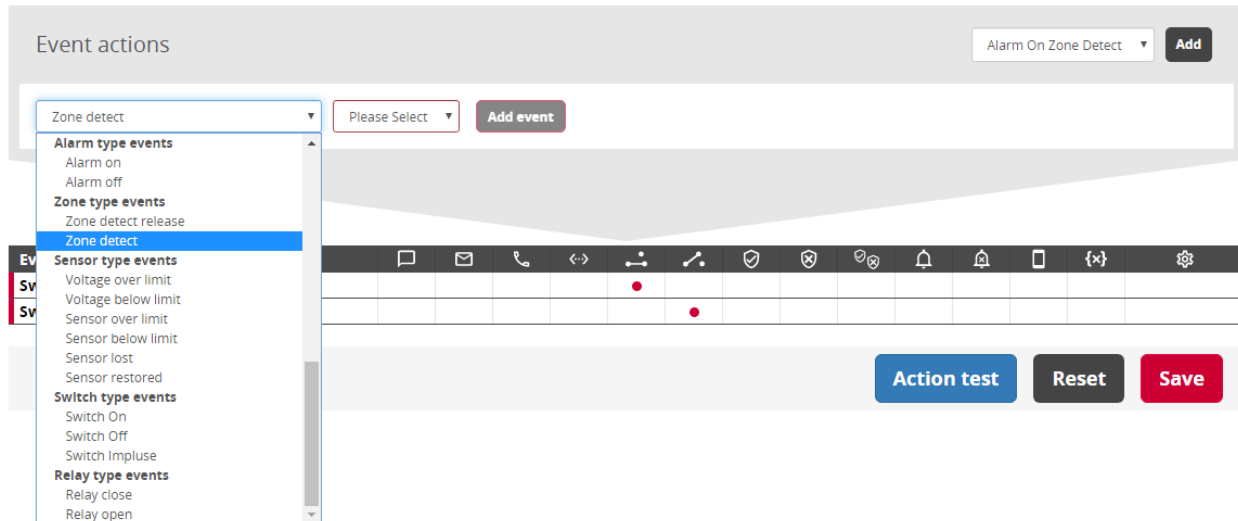 Event actions
Alarm On Zone Detect
Add
Zone detect
Please Select
Add event
Alarm type events
Alarm on
Alarm off
Zone type events
Zone detect release
Zone detect
Sensor type events
Voltage over limit
Voltage below limit
Sensor over limit
Sensor below limit
Sensor lost
Sensor restored
Switch type events
Switch On
Switch Off
Switch Impluse
Relay type events
Relay close
Relay open
Ev
{x}
Sw
Sw
Action test
Reset
Save